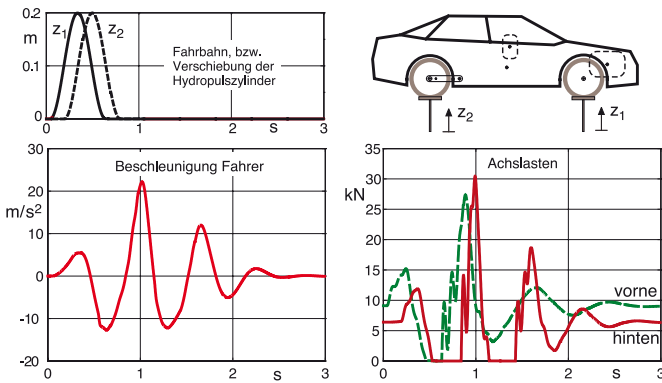 0.2
m
0.1
0
z1
z2
Fahrbahn, bzw.
Verschiebung der
Hydropulszylinder
0 1 2 s 3
z2
z1
30
20
m/s²
10
0
-10
-20
Beschleunigung Fahrer
0 1 2 s 3
35
kN
30
25
20
15
10
5
0
Achslasten
vorne
hinten
0 1 2 s 3